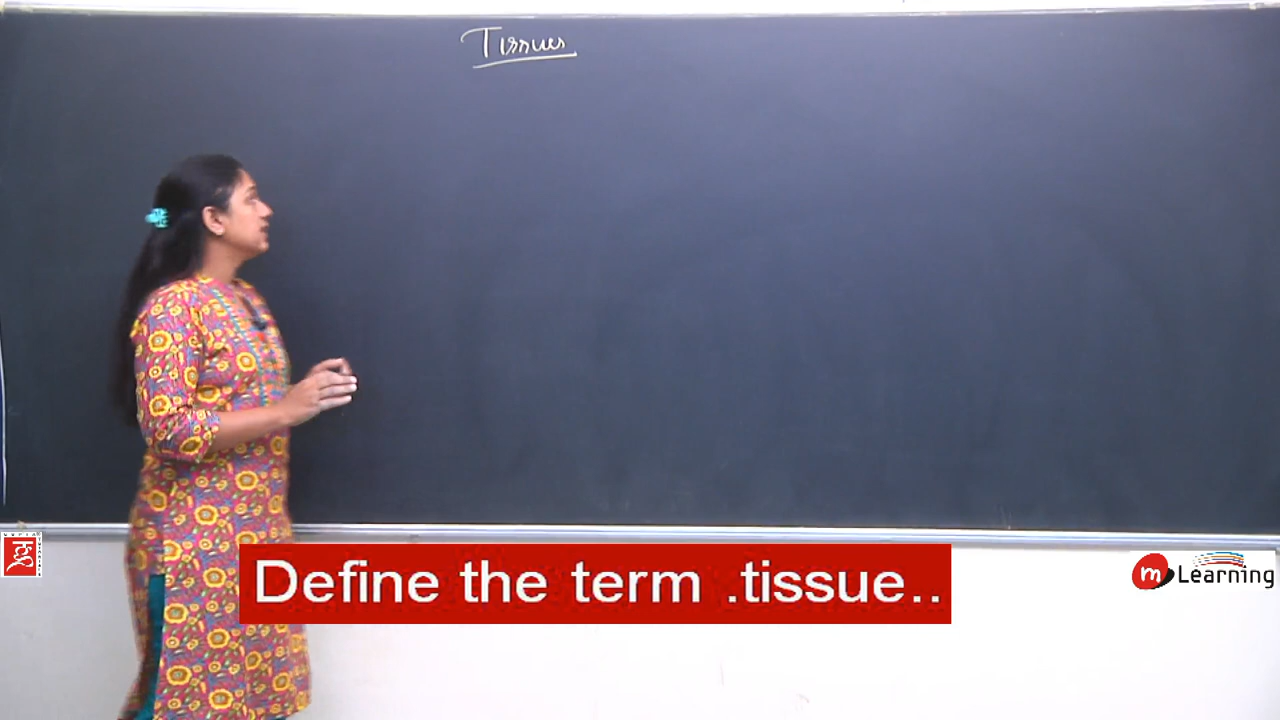 Tissues
Define the term .tissue..
m Learning